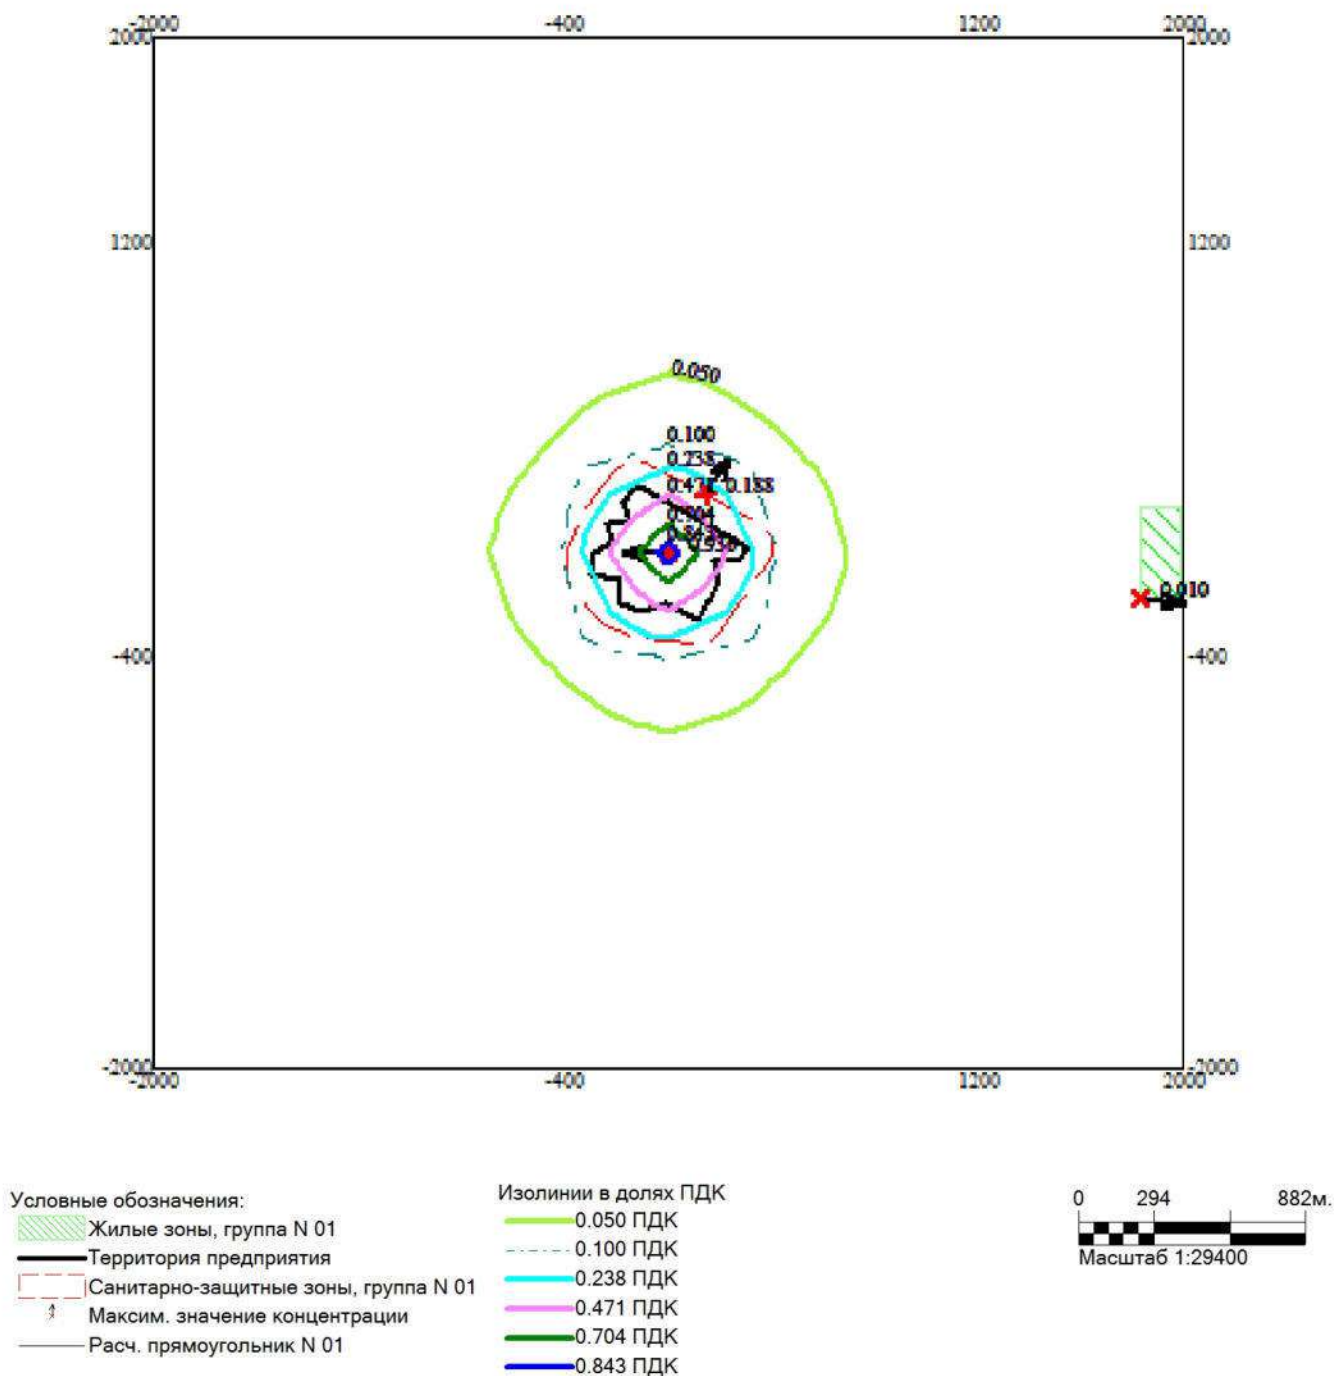 -2000 -400 1200 2000
2000 2000
1200 1200
0.050
0.100
0.238
0.471 0.188
0.704
0.843
0.010
-400 -400
-2000 -2000
-2000 -400 1200 2000
Условные обозначения:
Жилые зоны, группа N 01
Территория предприятия
Санитарно-защитные зоны, группа N 01
Максим. значение концентрации
Расч. прямоугольник N 01
Изолинии в долях ПДК
0.050 ПДК
0.100 ПДК
0.238 ПДК
0.471 ПДК
0.704 ПДК
0.843 ПДК
0 294 882м.
Масштаб 1:29400